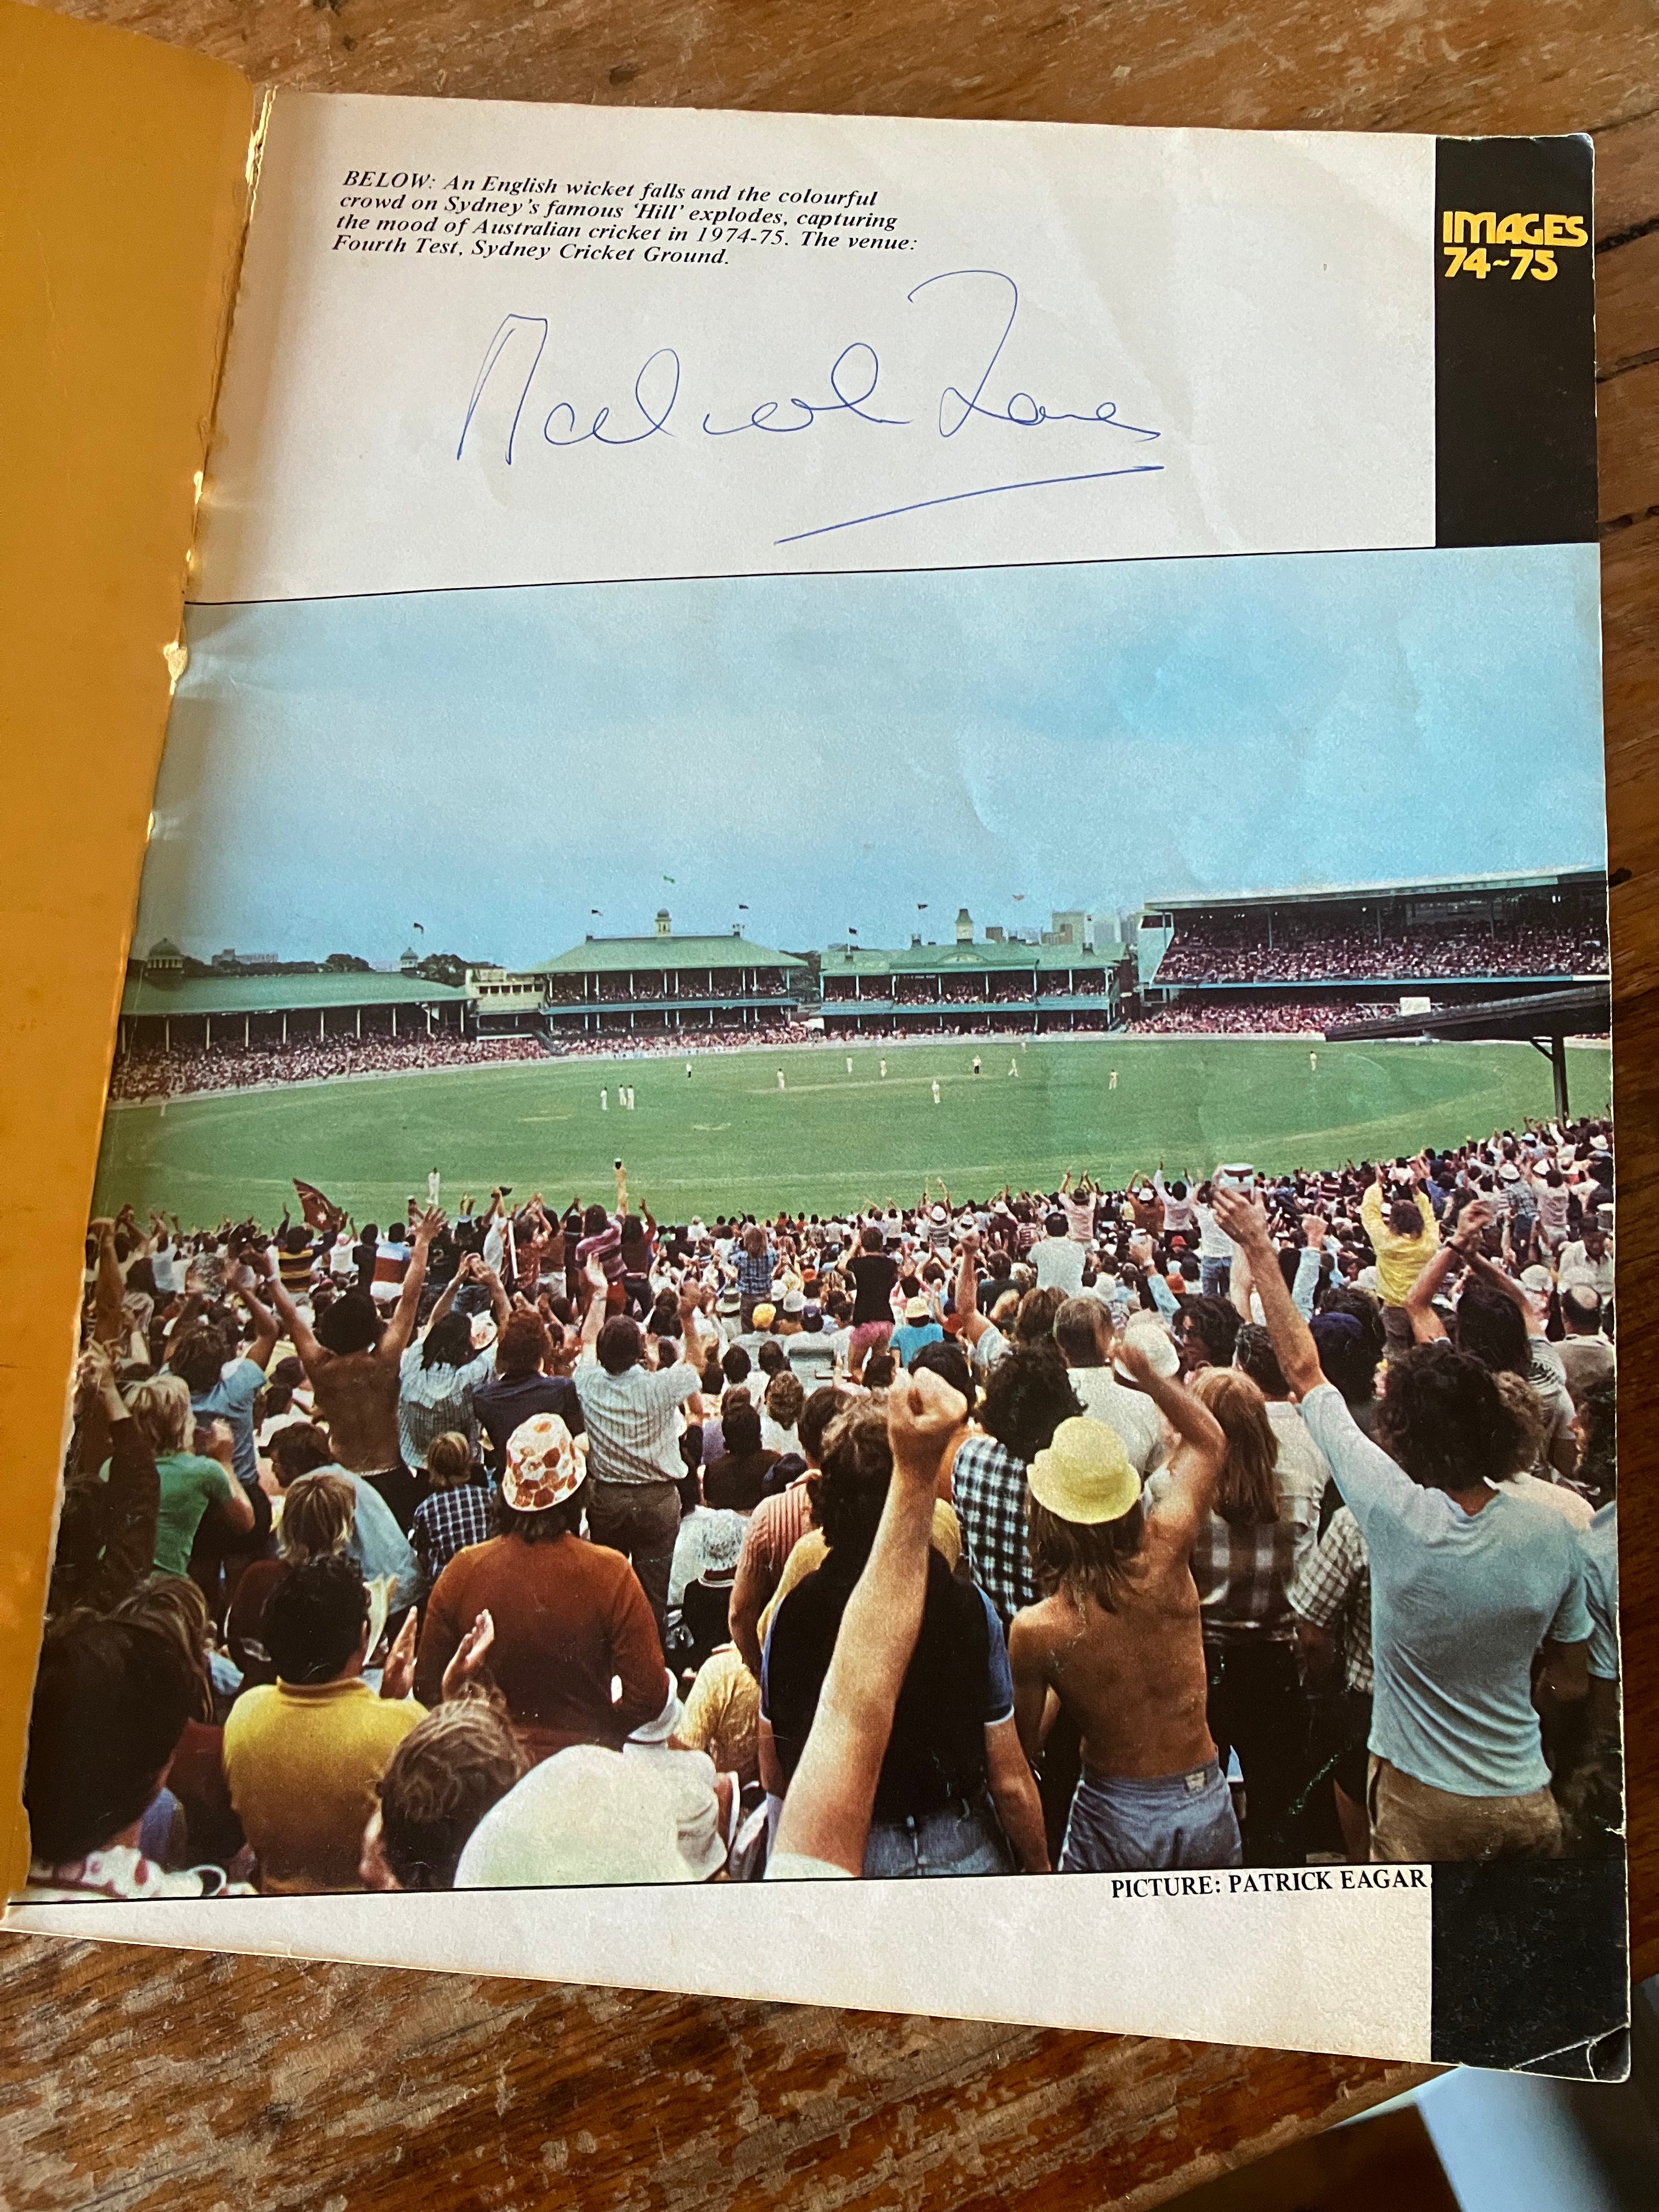 BELOW: An English wicket falls and the colourful
crowd on Sydney's famous 'Hill' explodes, capturing
the mood of Australian cricket in 1974-75. The venue:
Fourth Test, Sydney Cricket Ground.
IMAGES
74~75
Malcolm
PICTURE: PATRICK EAGAR